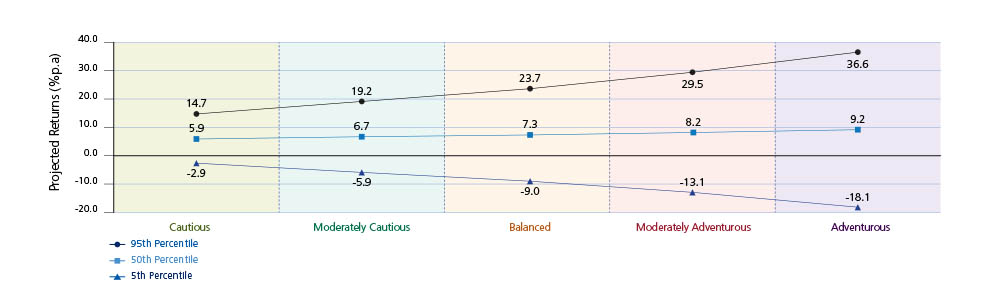 Projected Returns (%p.a)
40.0
30.0
20.0
10.0
0.0
-10.0
-20.0
14.7
19.2
23.7
29.5
36.6
5.9
6.7
7.3
8.2
9.2
-2.9
-5.9
-9.0
-13.1
-18.1
Cautious
Moderately Cautious
Balanced
Moderately Adventurous
Adventurous
95th Percentile
50th Percentile
5th Percentile